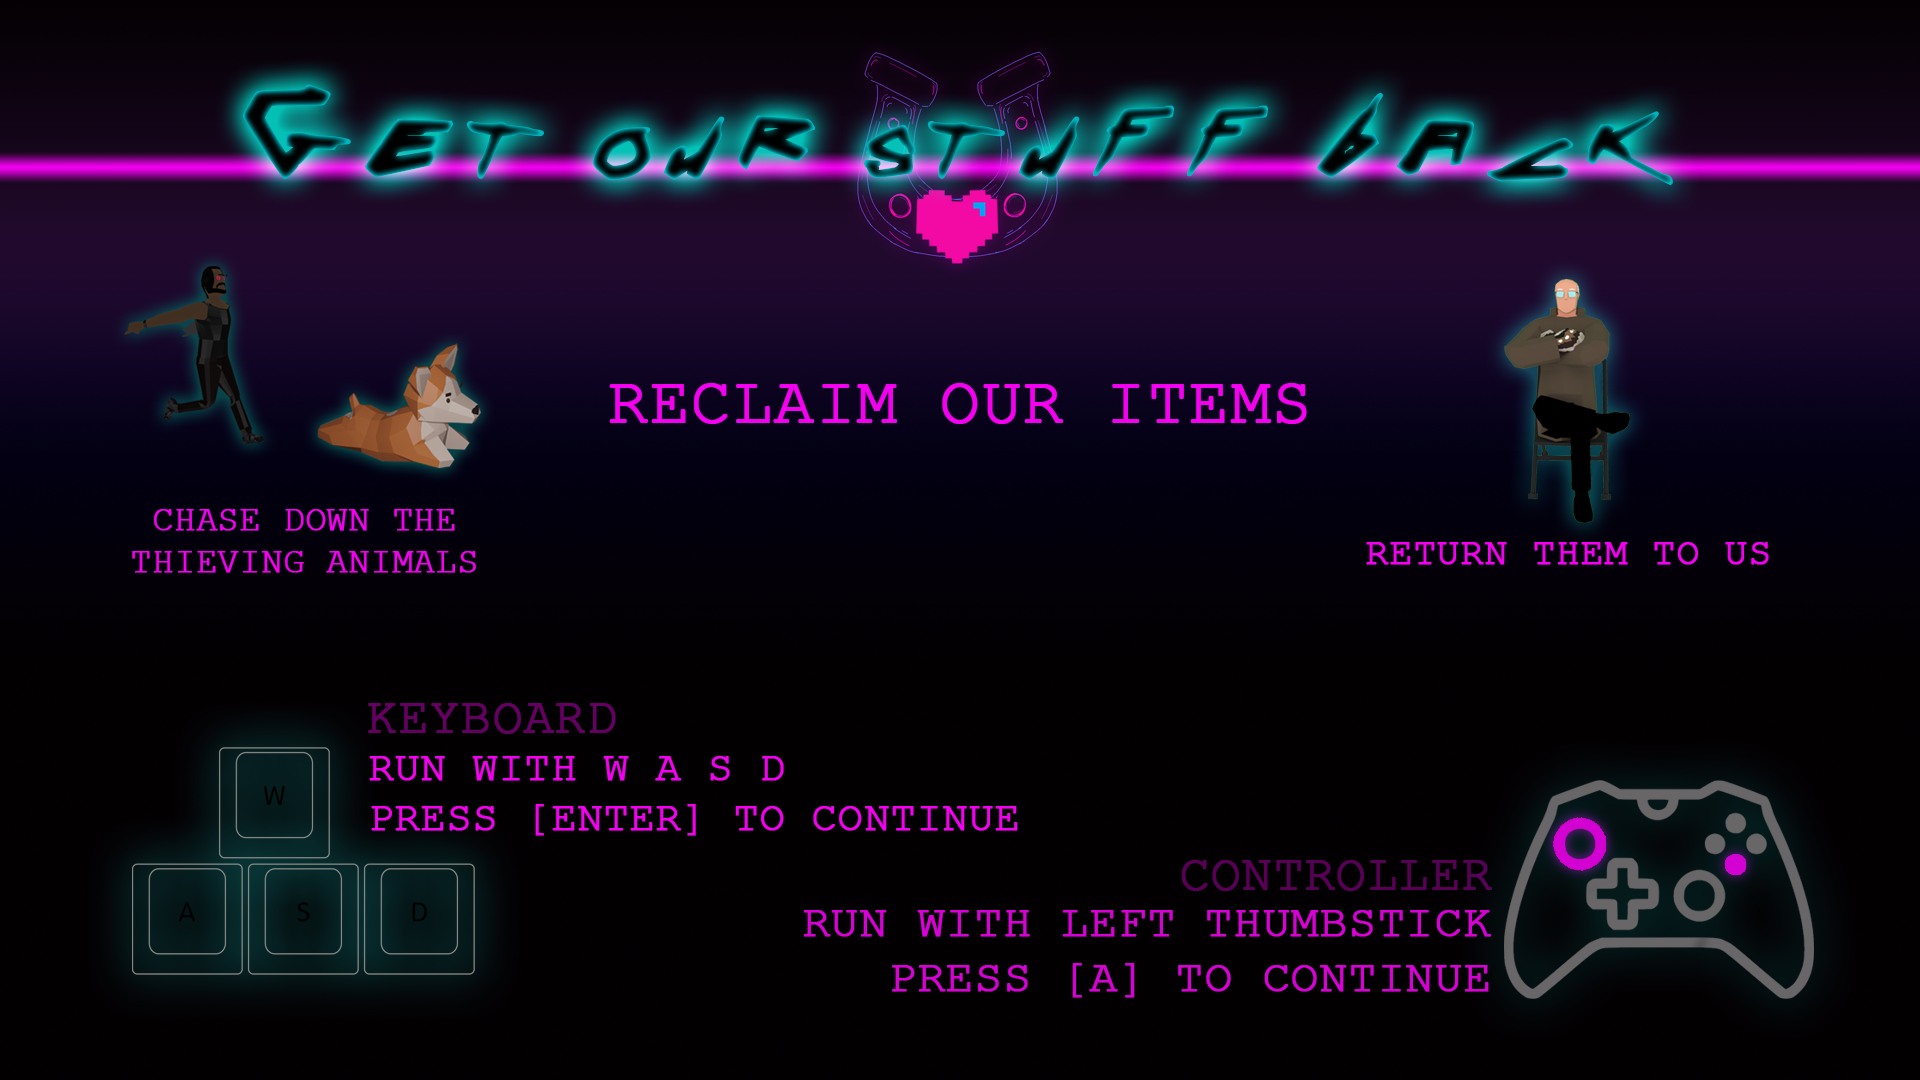 GET OUR STUFF BACK
RECLAIM OUR ITEMS
CHASE DOWN THE
THIEVING ANIMALS
RETURN THEM TO US
KEYBOARD
RUN WITH W A S D
PRESS [ENTER] TO CONTINUE
W
A S D
CONTROLLER
RUN WITH LEFT THUMBSTICK
PRESS [A] TO CONTINUE